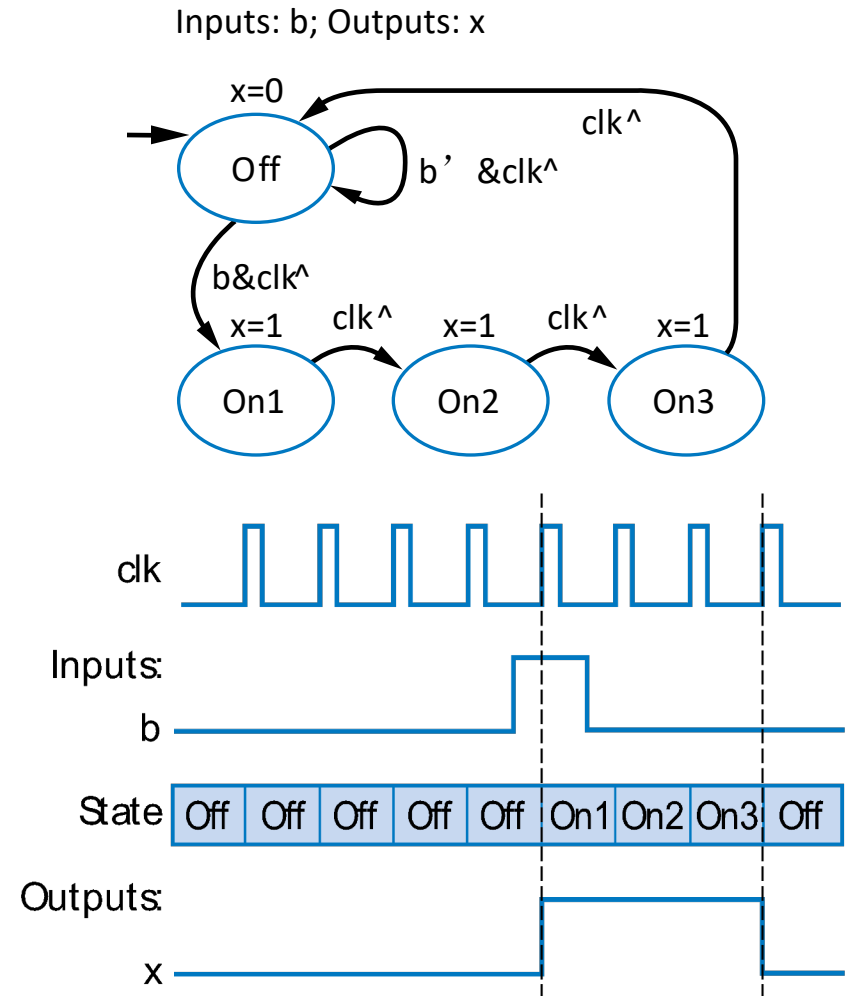 Inputs: b; Outputs: x
x=0
clk^
Off
b’ &clk^
b&clk^
x=1 clk^ x=1 clk^ x=1
On1 On2 On3
clk
Inputs:
b
State Off Off Off Off Off On1 On2 On3 Off
Outputs:
x